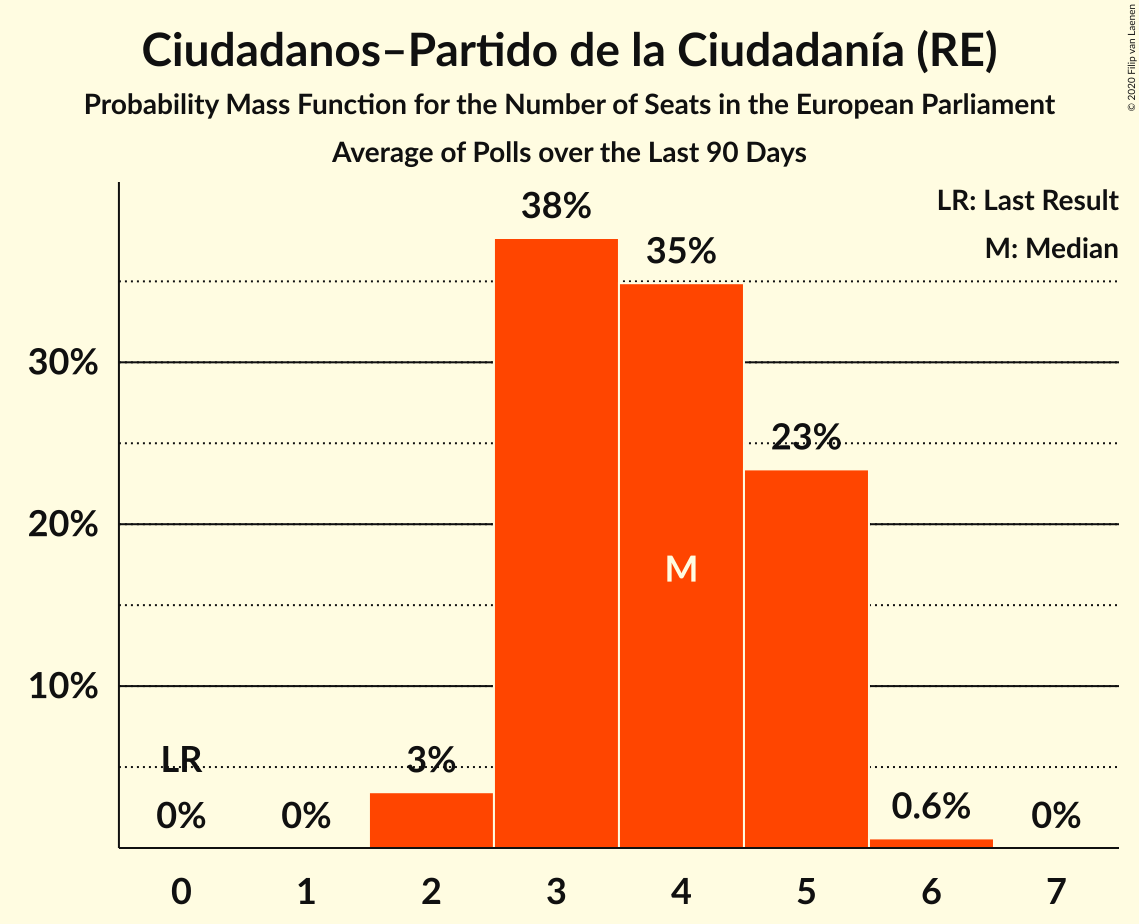 Ciudadanos–Partido de la Ciudadanía (RE)
Probability Mass Function for the Number of Seats in the European Parliament
Average of Polls over the Last 90 Days
© 2020 Filip van Laenen
LR: Last Result
M: Median
38%
35%
30%
23%
20%
M
10%
LR
3%
0%
0%
0.6%
0%
0 1 2 3 4 5 6 7